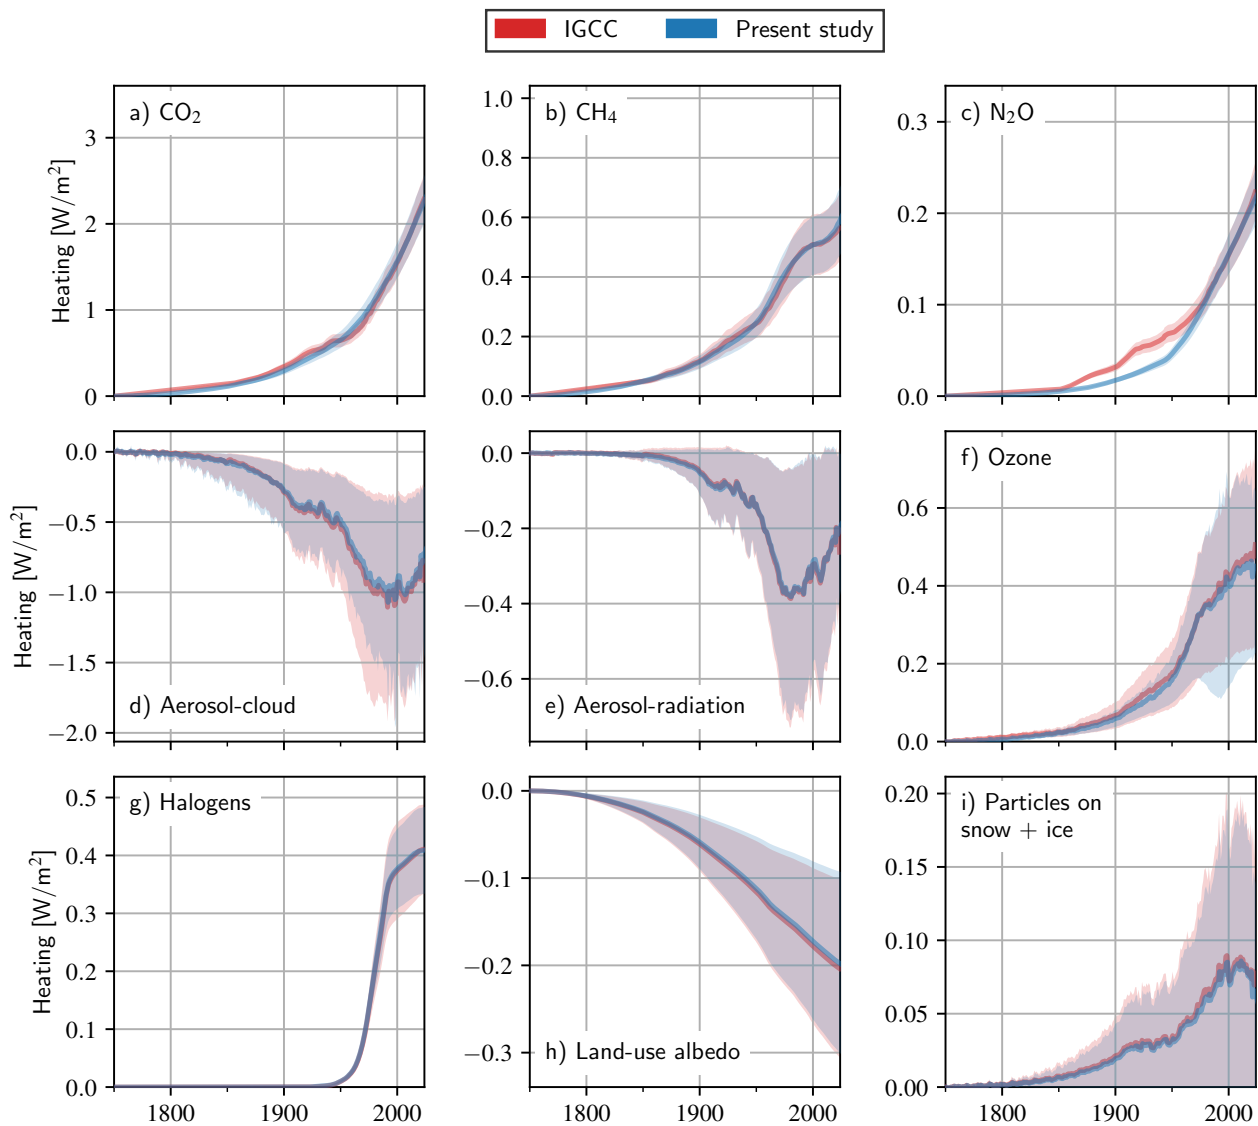 IGCC Present study
a) CO₂
b) CH₄
c) N₂O
Heating [W/m²]
3
2
1
0
1.0
0.8
0.6
0.4
0.2
0.0
0.3
0.2
0.1
0.0
d) Aerosol-cloud
e) Aerosol-radiation
f) Ozone
Heating [W/m²]
0.0
−0.5
−1.0
−1.5
−2.0
0.0
−0.2
−0.4
−0.6
0.6
0.4
0.2
0.0
g) Halogens
h) Land-use albedo
i) Particles on
snow + ice
Heating [W/m²]
0.5
0.4
0.3
0.2
0.1
0.0
0.0
−0.1
−0.2
−0.3
0.20
0.15
0.10
0.05
0.00
1800 1900 2000
1800 1900 2000
1800 1900 2000